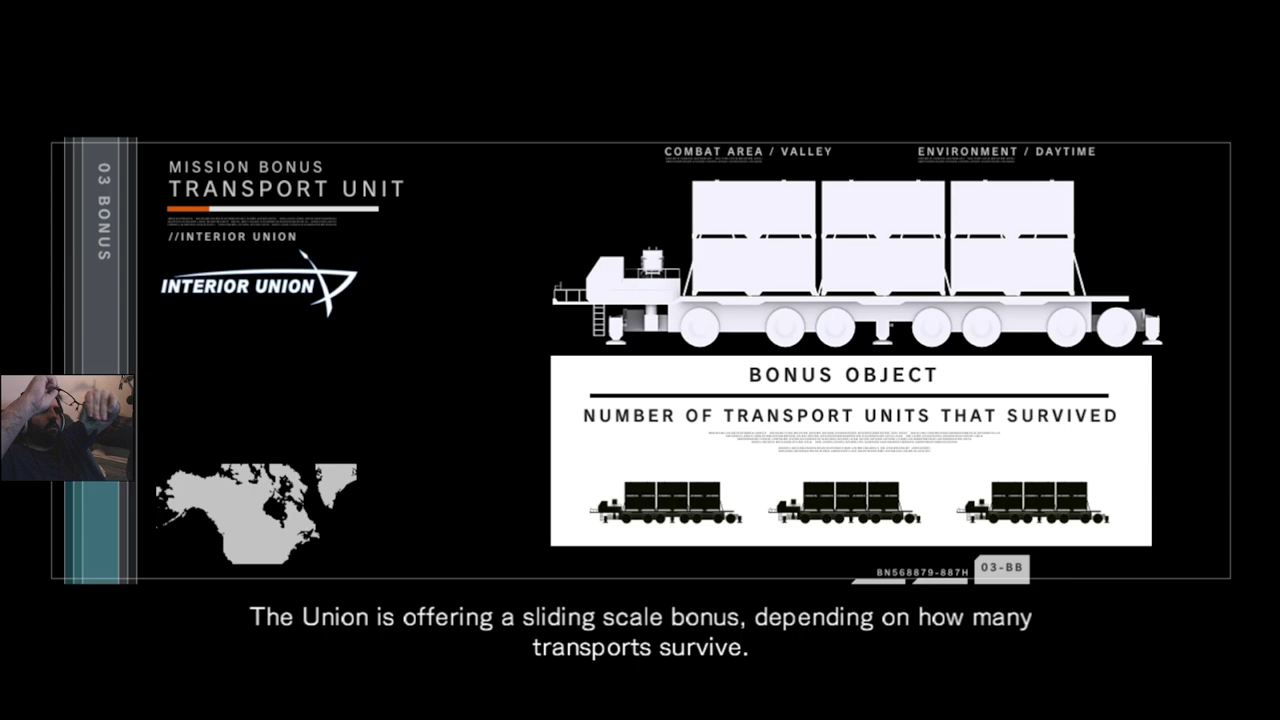 03 BONUS
MISSION BONUS
TRANSPORT UNIT
//INTERIOR UNION
INTERIOR UNION
COMBAT AREA / VALLEY
ENVIRONMENT / DAYTIME
BONUS OBJECT
NUMBER OF TRANSPORT UNITS THAT SURVIVED
BN568879-887H
03-BB
The Union is offering a sliding scale bonus, depending on how many
transports survive.